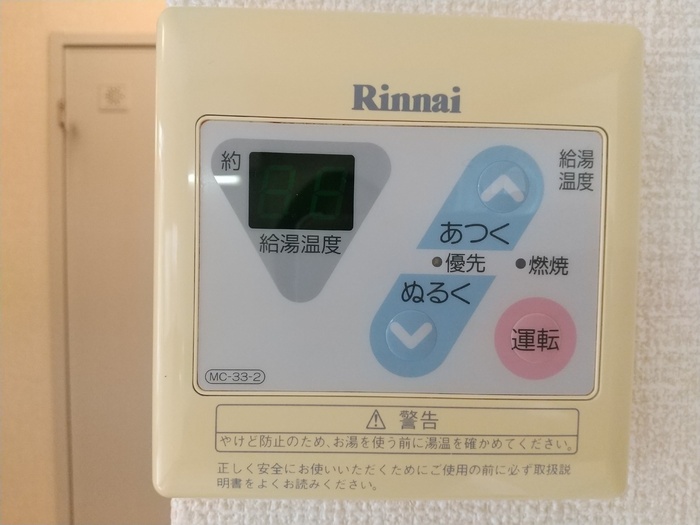 Rinnai
約
給湯温度
給湯
温度
あつく
優先
燃焼
ぬるく
運転
MC-33-2
警告
やけど防止のため、お湯を使う前に湯温を確かめてください。
正しく安全にお使いいただくためにご使用の前に必ず取扱説
明書をよくお読みください。